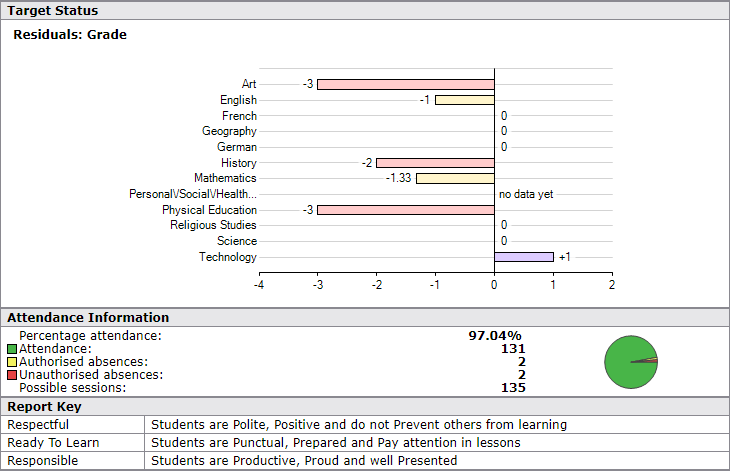 Target Status
Residuals: Grade
Art -3
English -1
French 0
Geography 0
German 0
History -2
Mathematics -1.33
Personal\/Social\/Health... no data yet
Physical Education -3
Religious Studies 0
Science 0
Technology +1
-4 -3 -2 -1 0 1 2
Attendance Information
Percentage attendance: 97.04%
Attendance: 131
Authorised absences: 2
Unauthorised absences: 2
Possible sessions: 135
Report Key
Respectful Students are Polite, Positive and do not Prevent others from learning
Ready To Learn Students are Punctual, Prepared and Pay attention in lessons
Responsible Students are Productive, Proud and well Presented